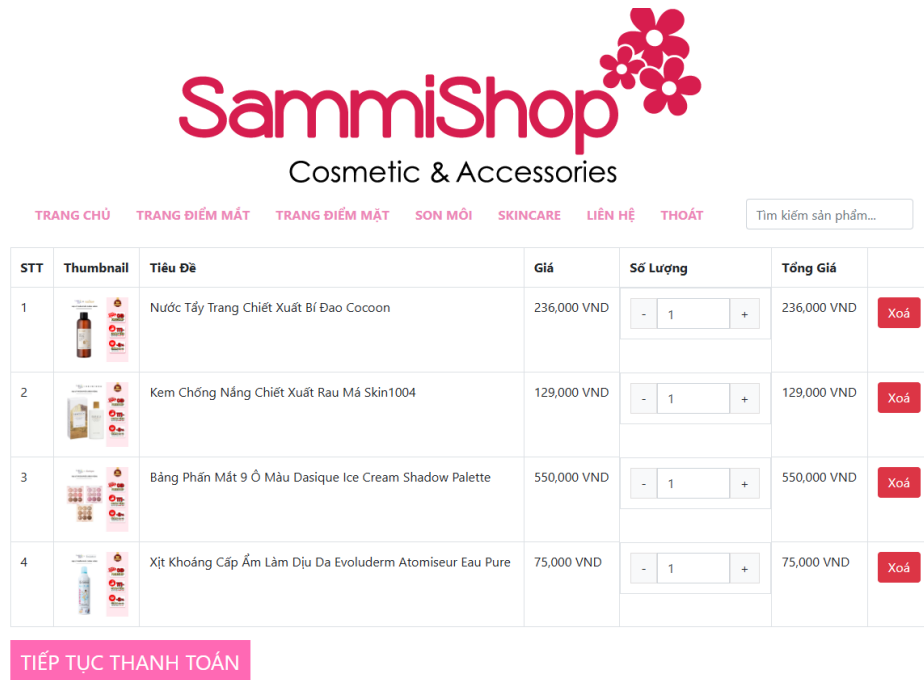 SammiShop
Cosmetic & Accessories
TRANG CHỦ TRANG ĐIỂM MẮT TRANG ĐIỂM MẶT SON MÔI SKINCARE LIÊN HỆ THOÁT Tìm kiếm sản phẩm...
STT Thumbnail Tiêu Đề Giá Số Lượng Tổng Giá
1 Nước Tẩy Trang Chiết Xuất Bí Đao Cocoon 236,000 VND - 1 + 236,000 VND Xoá
2 Kem Chống Nắng Chiết Xuất Rau Má Skin1004 129,000 VND - 1 + 129,000 VND Xoá
3 Bảng Phấn Mắt 9 Ô Màu Dasique Ice Cream Shadow Palette 550,000 VND - 1 + 550,000 VND Xoá
4 Xịt Khoáng Cấp Ẩm Làm Dịu Da Evoluderm Atomiseur Eau Pure 75,000 VND - 1 + 75,000 VND Xoá
TIẾP TỤC THANH TOÁN